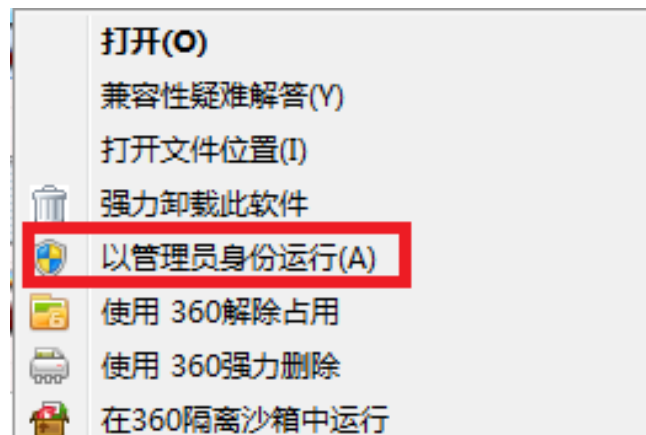 打开(O)
兼容性疑难解答(Y)
打开文件位置(I)
强力卸载此软件
以管理员身份运行(A)
使用 360解除占用
使用 360强力删除
在360隔离沙箱中运行